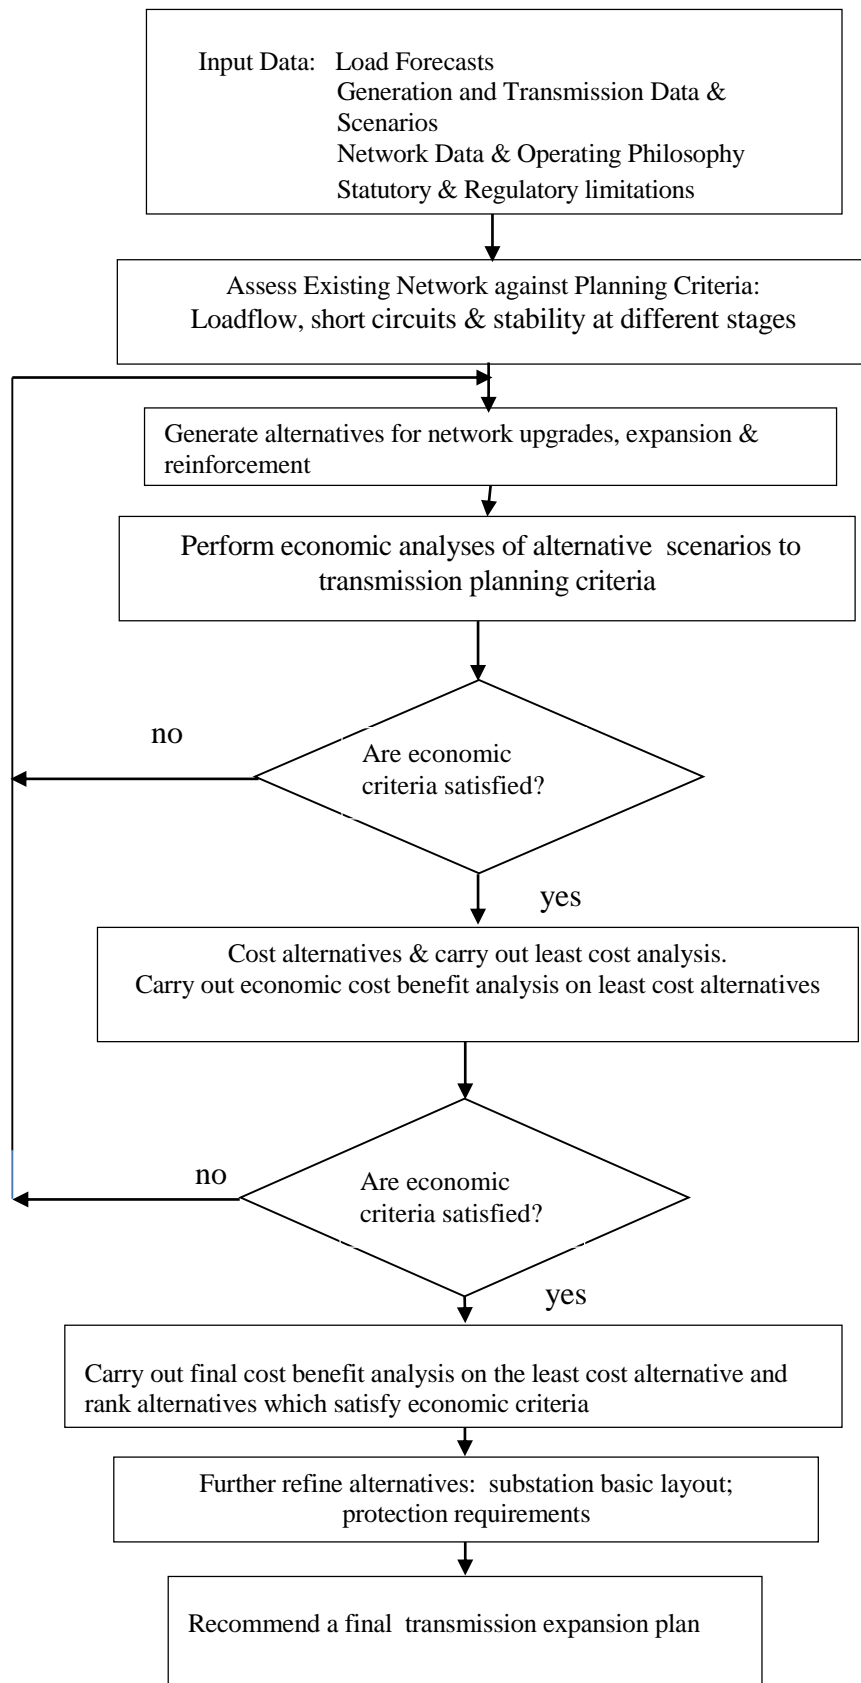 Input Data: Load Forecasts
Generation and Transmission Data &
Scenarios
Network Data & Operating Philosophy
Statutory & Regulatory limitations
Assess Existing Network against Planning Criteria:
Loadflow, short circuits & stability at different stages
Generate alternatives for network upgrades, expansion &
reinforcement
Perform economic analyses of alternative scenarios to
transmission planning criteria
no
Are economic
criteria satisfied?
yes
Cost alternatives & carry out least cost analysis.
Carry out economic cost benefit analysis on least cost alternatives
no
Are economic
criteria satisfied?
yes
Carry out final cost benefit analysis on the least cost alternative and
rank alternatives which satisfy economic criteria
Further refine alternatives: substation basic layout;
protection requirements
Recommend a final transmission expansion plan